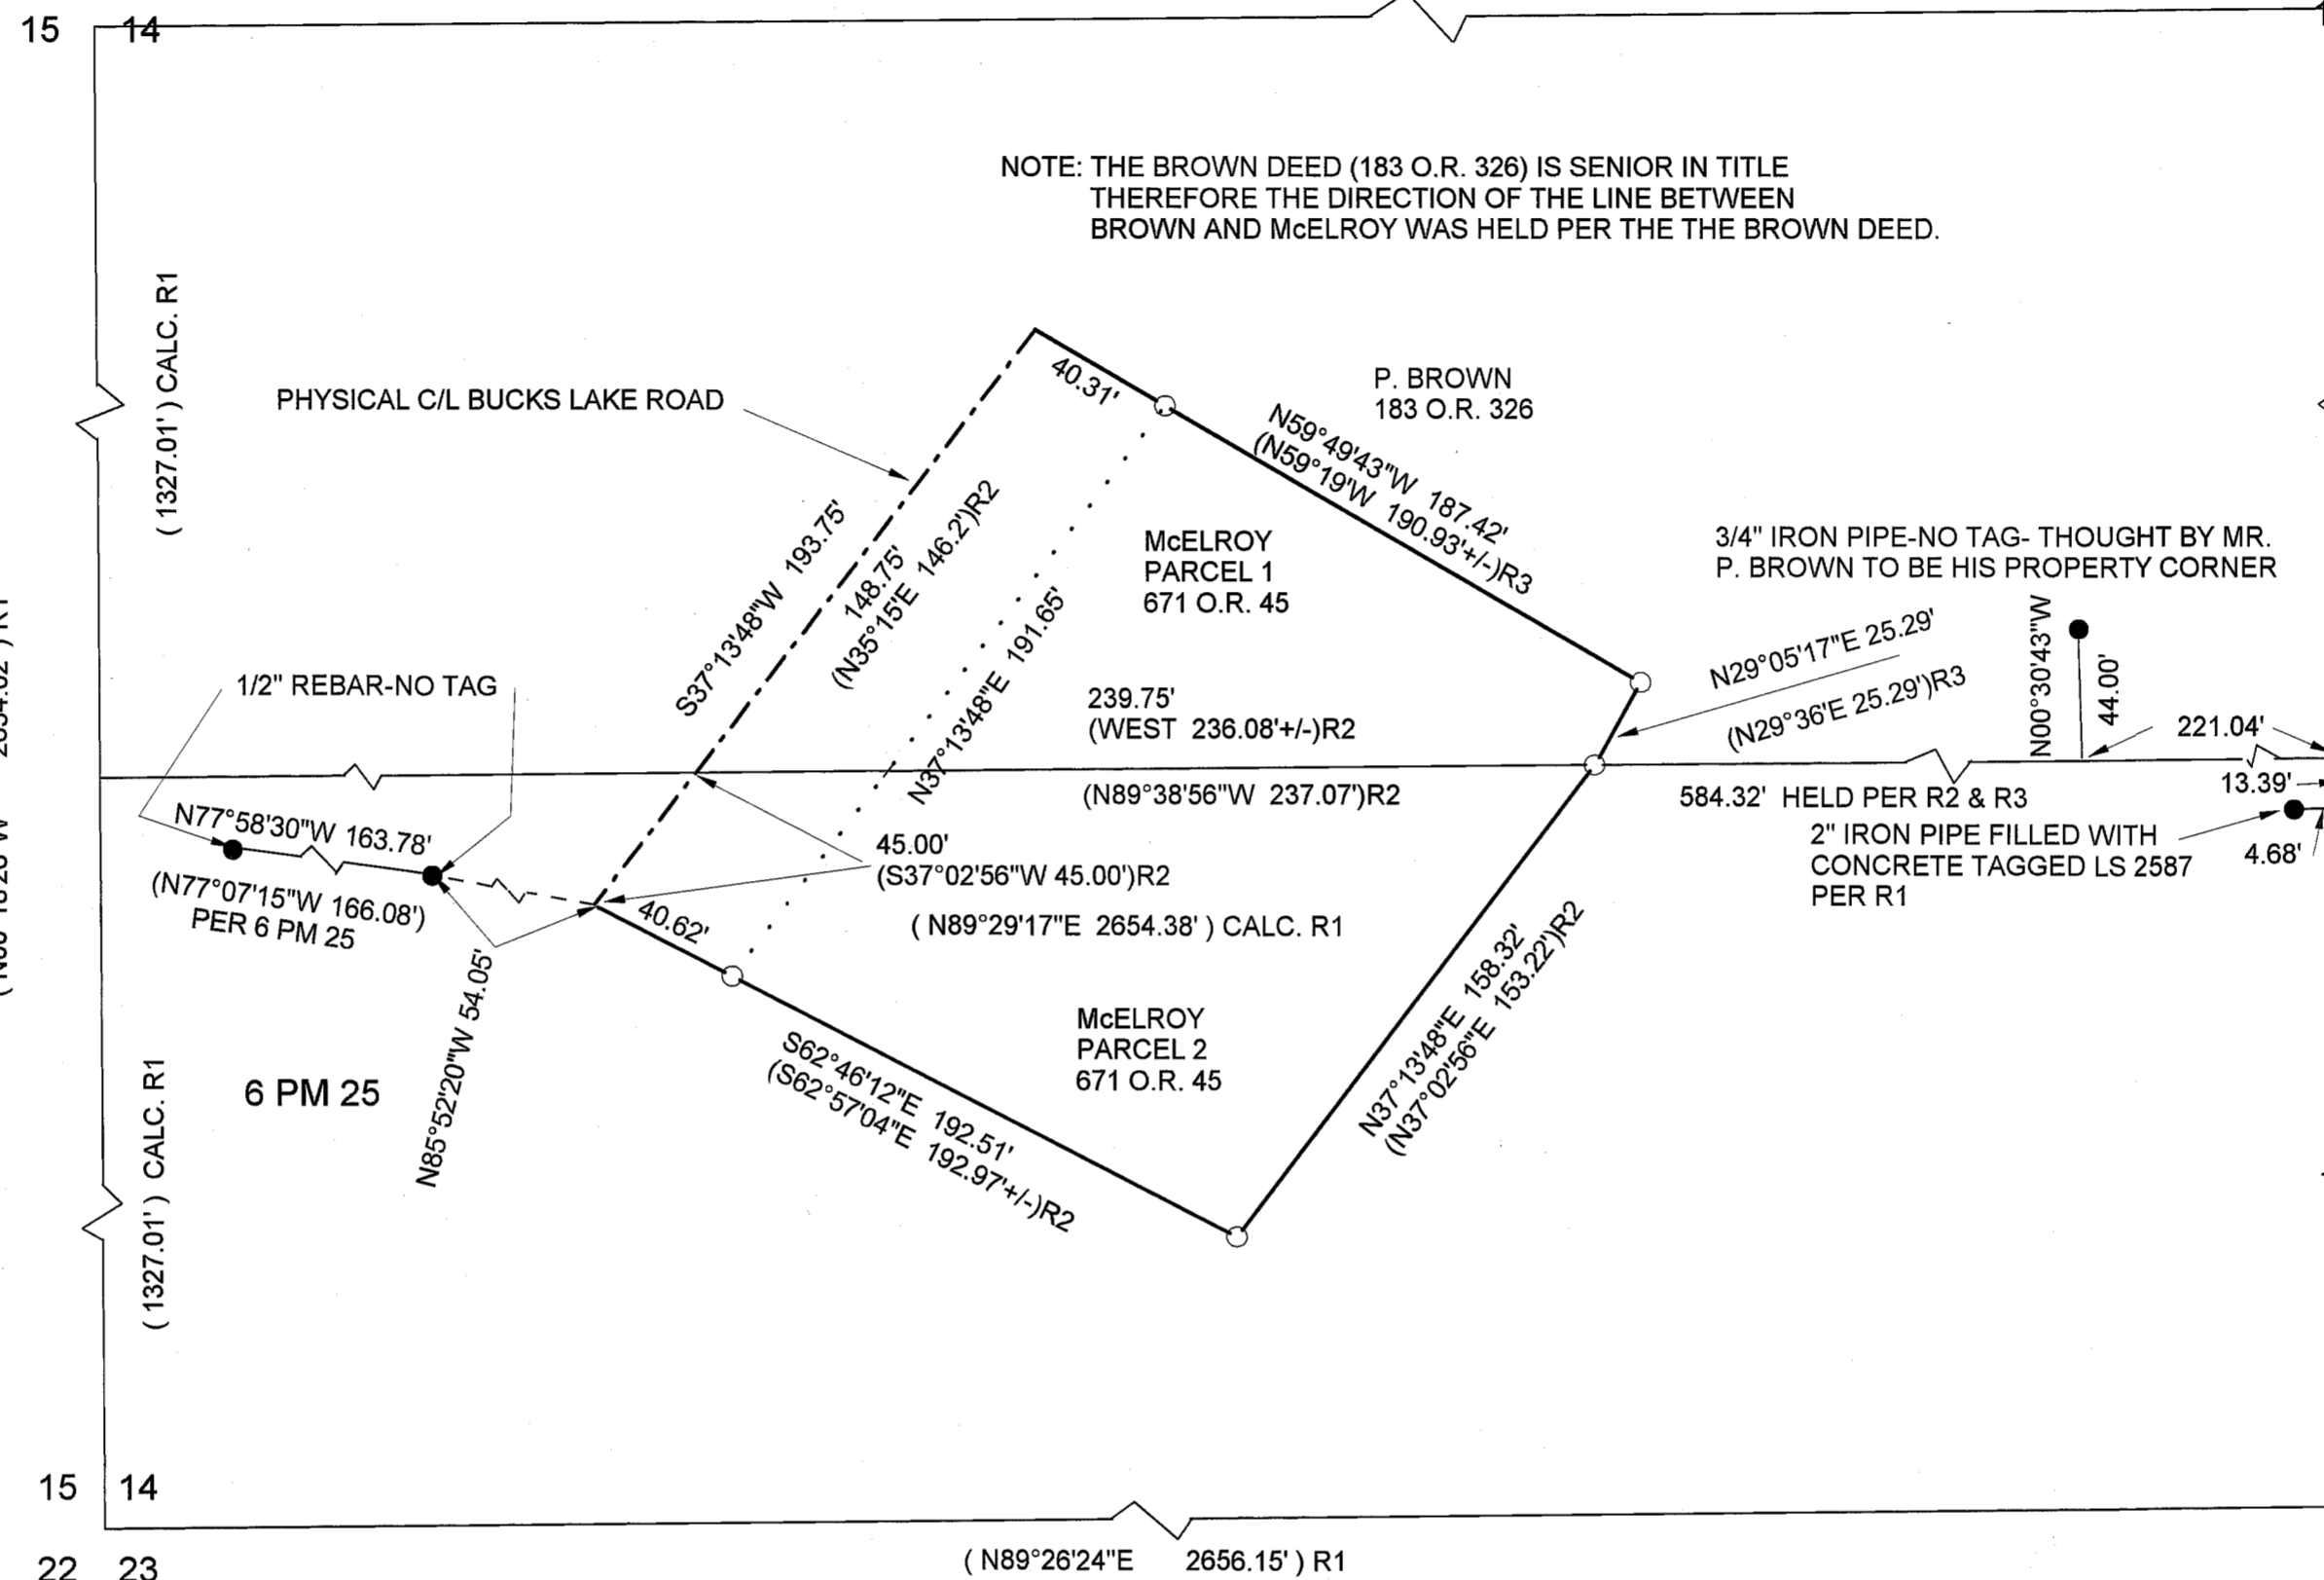 15 14
NOTE: THE BROWN DEED (183 O.R. 326) IS SENIOR IN TITLE
THEREFORE THE DIRECTION OF THE LINE BETWEEN
BROWN AND McELROY WAS HELD PER THE THE BROWN DEED.
(1327.01') CALC. R1
PHYSICAL C/L BUCKS LAKE ROAD
40.31'
P. BROWN
183 O.R. 326
N59°49'43"W 187.42'
(N59°19'W 190.93'+/-)R3
S37°13'48"W 193.75'
148.75'
(N35°15'E 146.2')R2
N37°13'48"E 191.65'
McELROY
PARCEL 1
671 O.R. 45
3/4" IRON PIPE-NO TAG- THOUGHT BY MR.
P. BROWN TO BE HIS PROPERTY CORNER
N29°05'17"E 25.29'
(N29°36'E 25.29')R3
N00°30'43"W
44.00'
221.04'
1/2" REBAR-NO TAG
239.75'
(WEST 236.08'+/-)R2
(N89°38'56"W 237.07')R2
584.32' HELD PER R2 & R3
13.39'
2" IRON PIPE FILLED WITH
CONCRETE TAGGED LS 2587
PER R1
4.68'
N77°58'30"W 163.78'
(N77°07'15"W 166.08')
PER 6 PM 25
45.00'
(S37°02'56"W 45.00')R2
40.62'
(N89°29'17"E 2654.38') CALC. R1
N85°52'20"W 54.05'
S62°46'12"E 192.51'
(S62°57'04"E 192.97'+/-)R2
McELROY
PARCEL 2
671 O.R. 45
N37°13'48"E 158.32'
(N37°02'56"E 153.22')R2
6 PM 25
(1327.01') CALC. R1
15 14
22 23
(N89°26'24"E 2656.15') R1